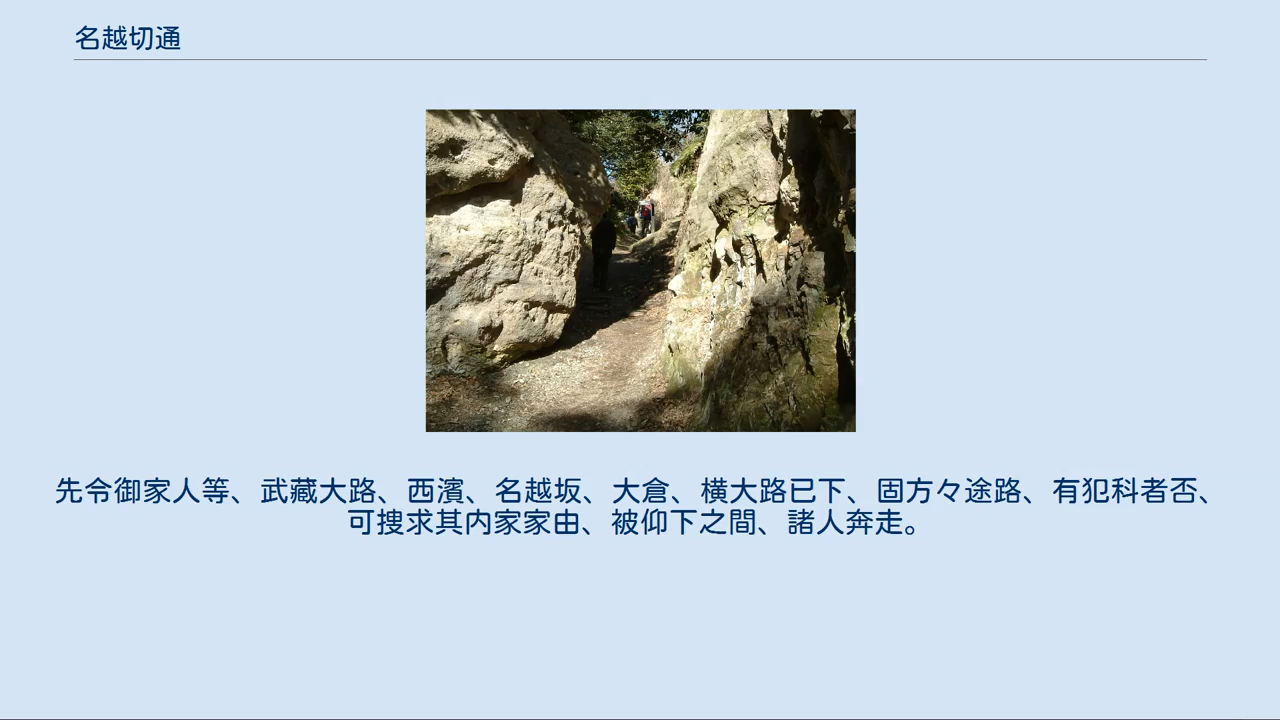 名越切通
先令御家人等、武藏大路、西濱、名越坂、大倉、横大路已下、固方々途路、有犯科者否、
可捜求其内家家由、被仰下之間、諸人奔走。